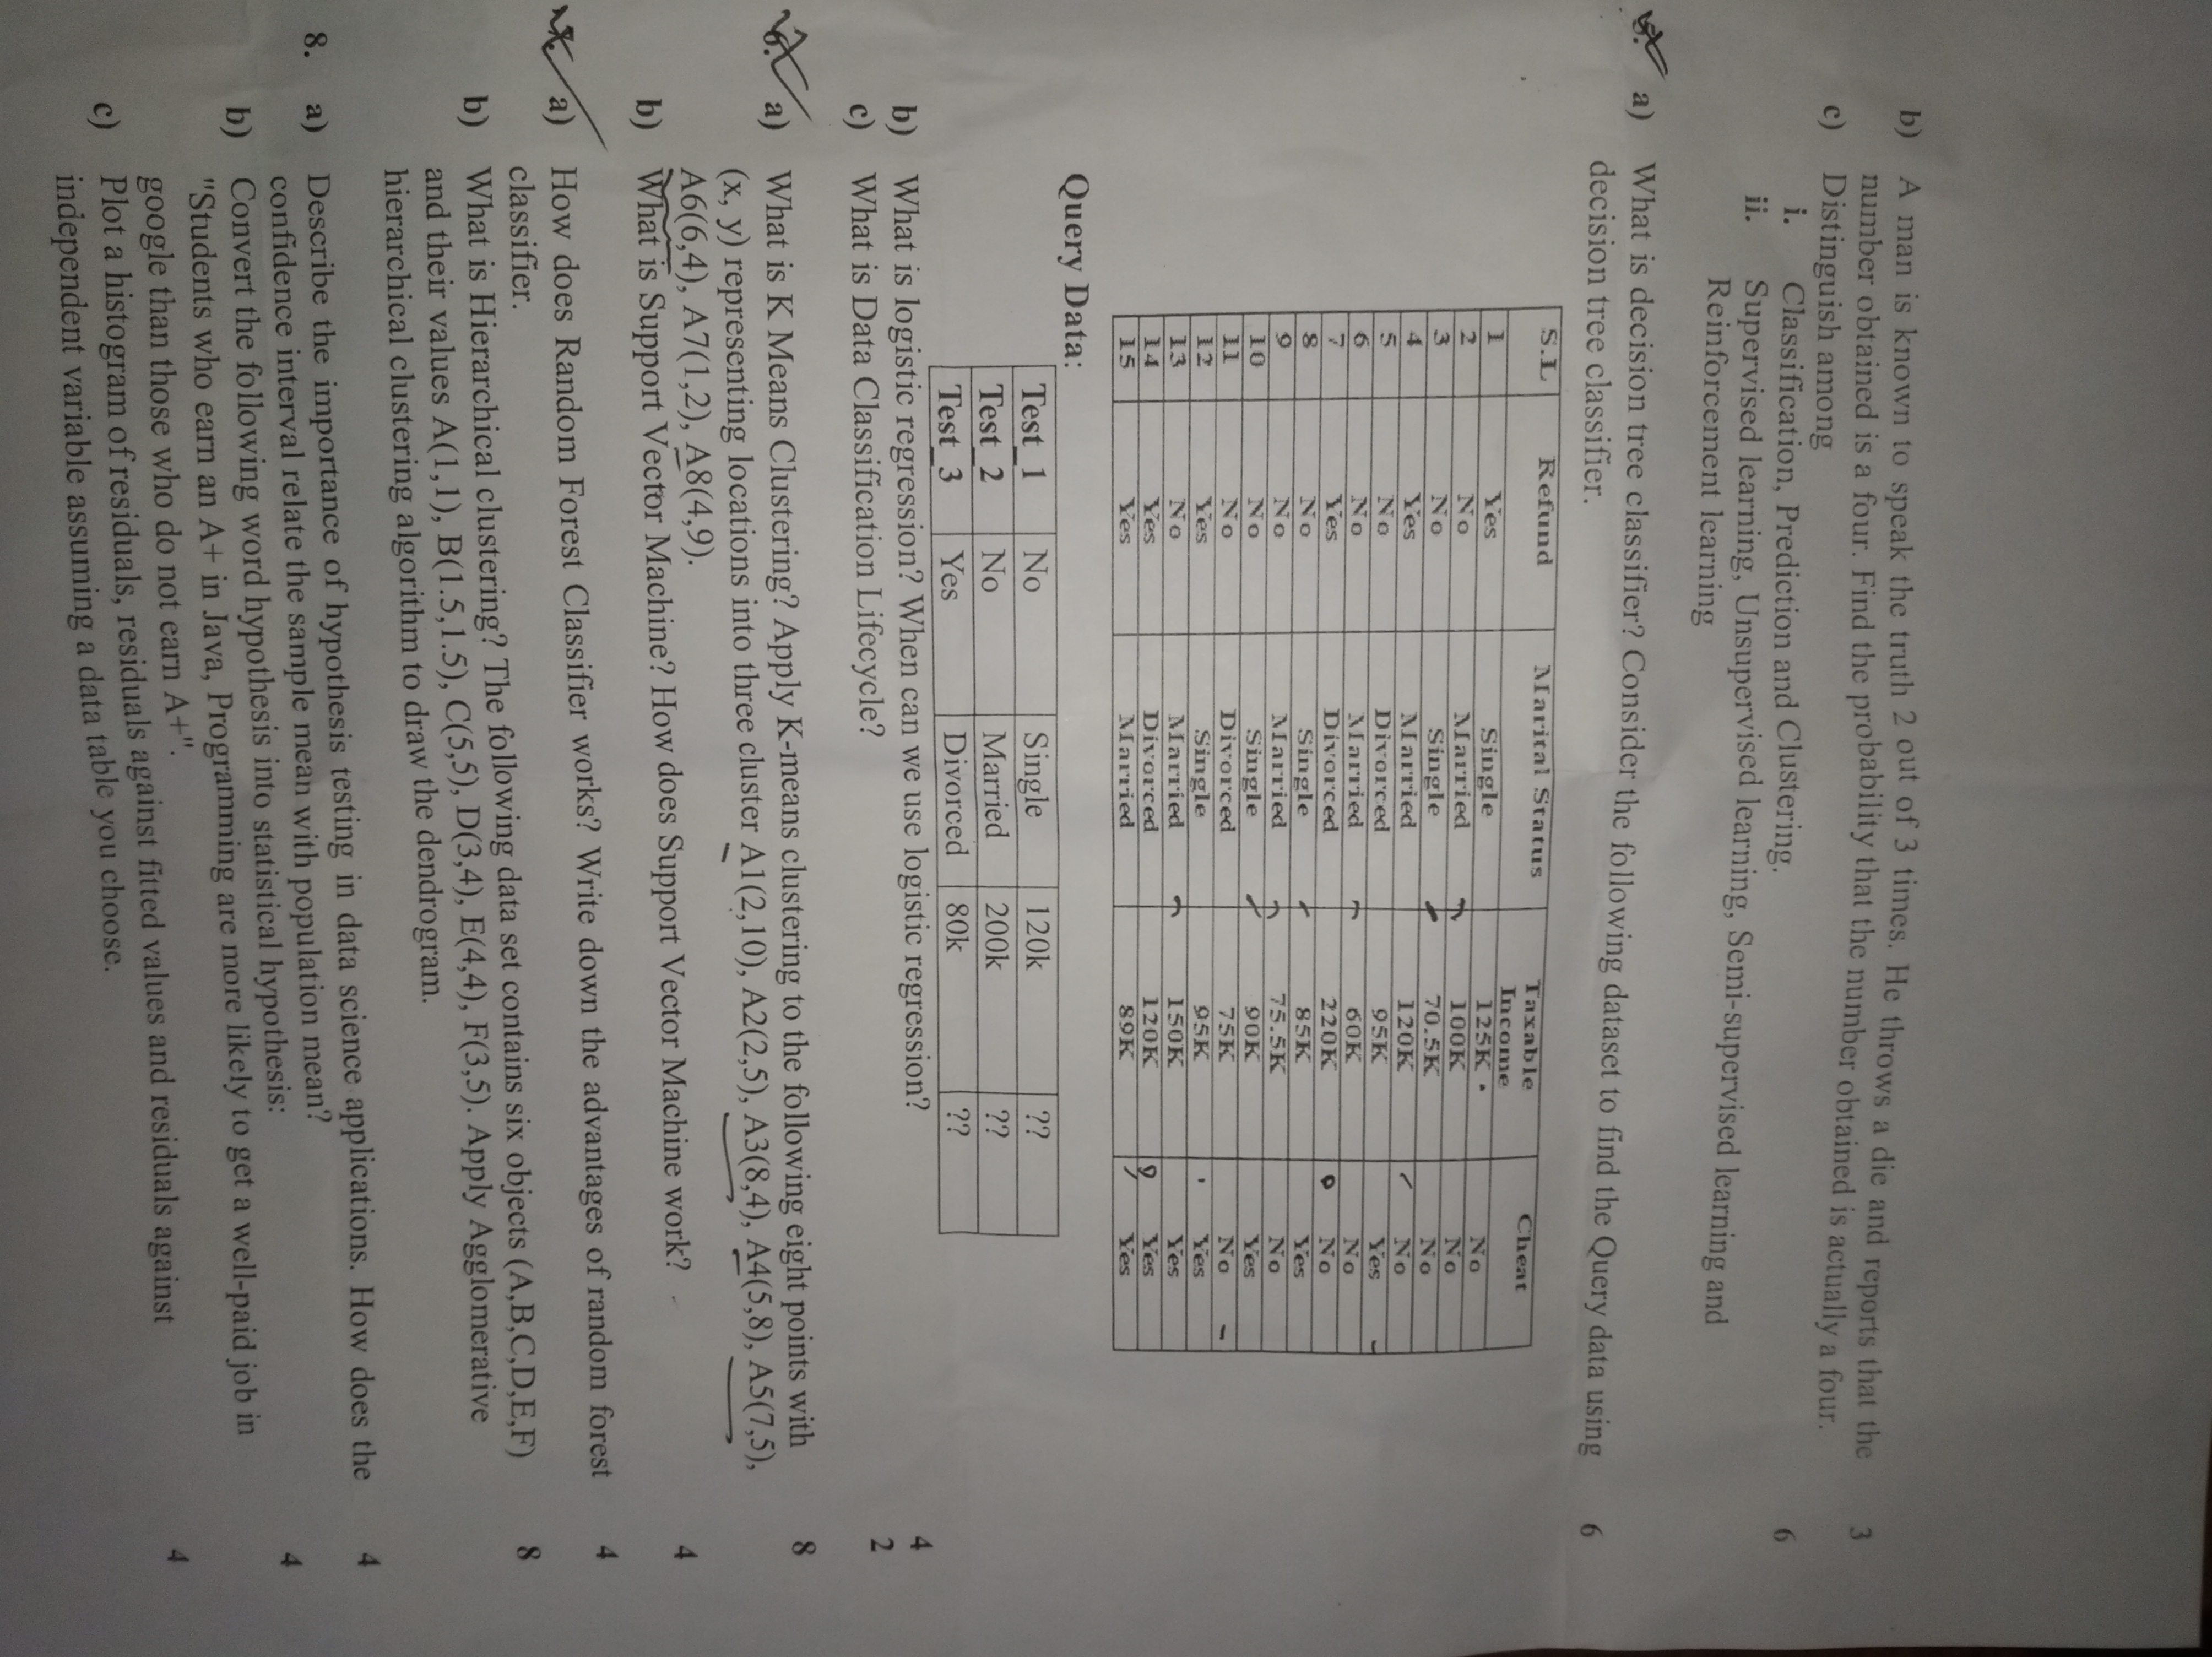 b) A man is known to speak the truth 2 out of 3 times. He throws a die and reports that the
number obtained is a four. Find the probability that the number obtained is actually a four. 3
c) Distinguish among
i. Classification, Prediction and Clustering. 6
ii. Supervised learning, Unsupervised learning, Semi-supervised learning and
Reinforcement learning
5. a) What is decision tree classifier? Consider the following dataset to find the Query data using
decision tree classifier. 6
S.L Refund Marital Status Taxable Income Cheat
1 Yes Single 125K No
2 No Married 100K No
3 No Single 70.5K No
4 Yes Married 120K No
5 No Divorced 95K Yes
6 No Married 60K No
7 Yes Divorced 220K No
8 No Single 85K Yes
9 No Married 75.5K No
10 No Single 90K Yes
11 No Divorced 75K No
12 Yes Single 95K Yes
13 No Married 150K Yes
14 Yes Divorced 120K Yes
15 Yes Married 89K Yes
Query Data:
Test_1 No Single 120k ??
Test_2 No Married 200k ??
Test_3 Yes Divorced 80k ??
b) What is logistic regression? When can we use logistic regression? 4
c) What is Data Classification Lifecycle? 2
6. a) What is K Means Clustering? Apply K-means clustering to the following eight points with 8
(x, y) representing locations into three cluster A1(2,10), A2(2,5), A3(8,4), A4(5,8), A5(7,5),
A6(6,4), A7(1,2), A8(4,9).
b) What is Support Vector Machine? How does Support Vector Machine work? 4
7. a) How does Random Forest Classifier works? Write down the advantages of random forest 4
classifier.
b) What is Hierarchical clustering? The following data set contains six objects (A,B,C,D,E,F) 8
and their values A(1,1), B(1.5,1.5), C(5,5), D(3,4), E(4,4), F(3,5). Apply Agglomerative
hierarchical clustering algorithm to draw the dendrogram.
8. a) Describe the importance of hypothesis testing in data science applications. How does the 4
confidence interval relate the sample mean with population mean?
b) Convert the following word hypothesis into statistical hypothesis: 4
"Students who earn an A+ in Java, Programming are more likely to get a well-paid job in
google than those who do not earn A+".
c) Plot a histogram of residuals, residuals against fitted values and residuals against 4
independent variable assuming a data table you choose.